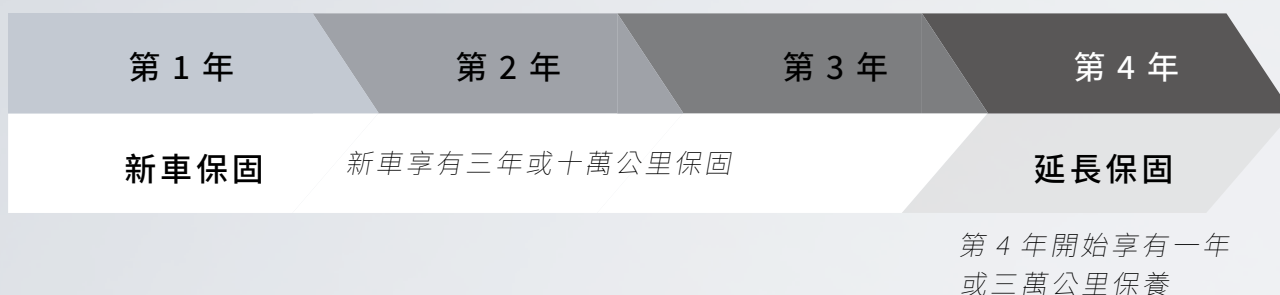 第 1 年
第 2 年
第 3 年
第 4 年
新車保固
新車享有三年或十萬公里保固
延長保固
第 4 年開始享有一年
或三萬公里保養